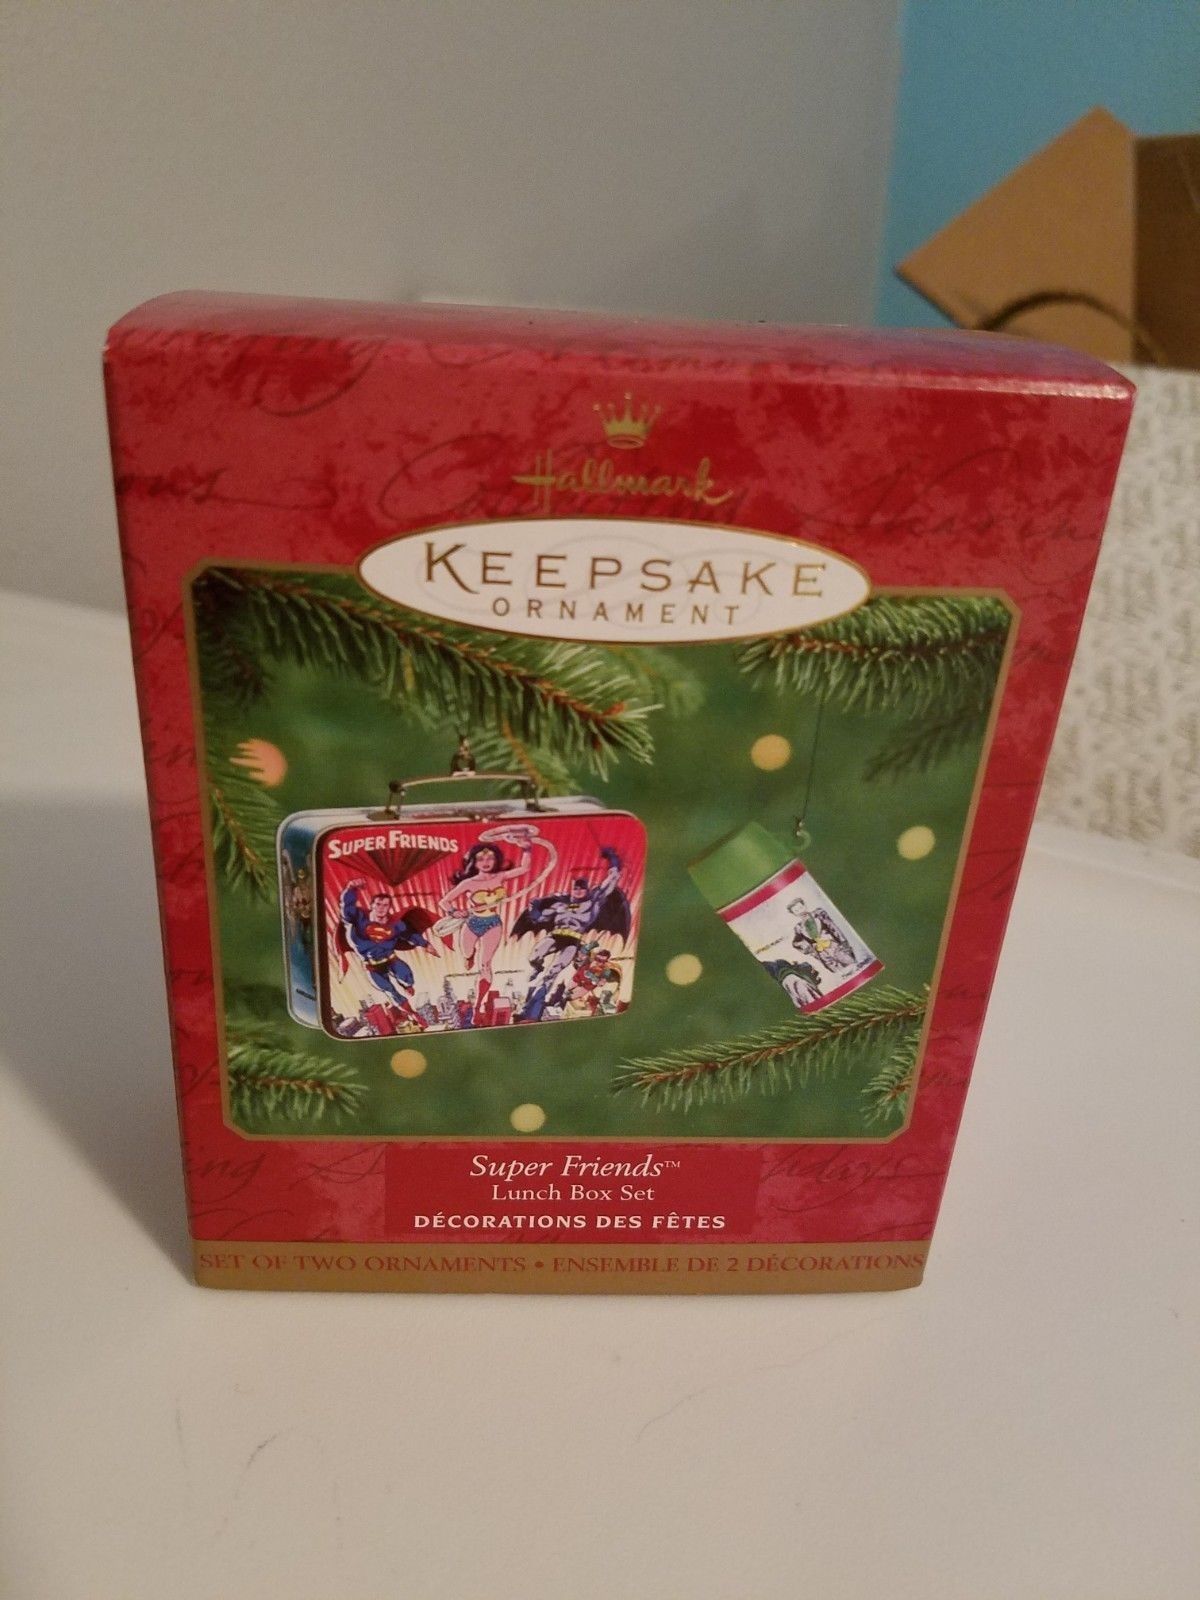 Hallmark
KEEPSAKE
ORNAMENT
SUPER FRIENDS
Super Friends™
Lunch Box Set
DÉCORATIONS DES FÊTES
SET OF TWO ORNAMENTS • ENSEMBLE DE 2 DÉCORATIONS